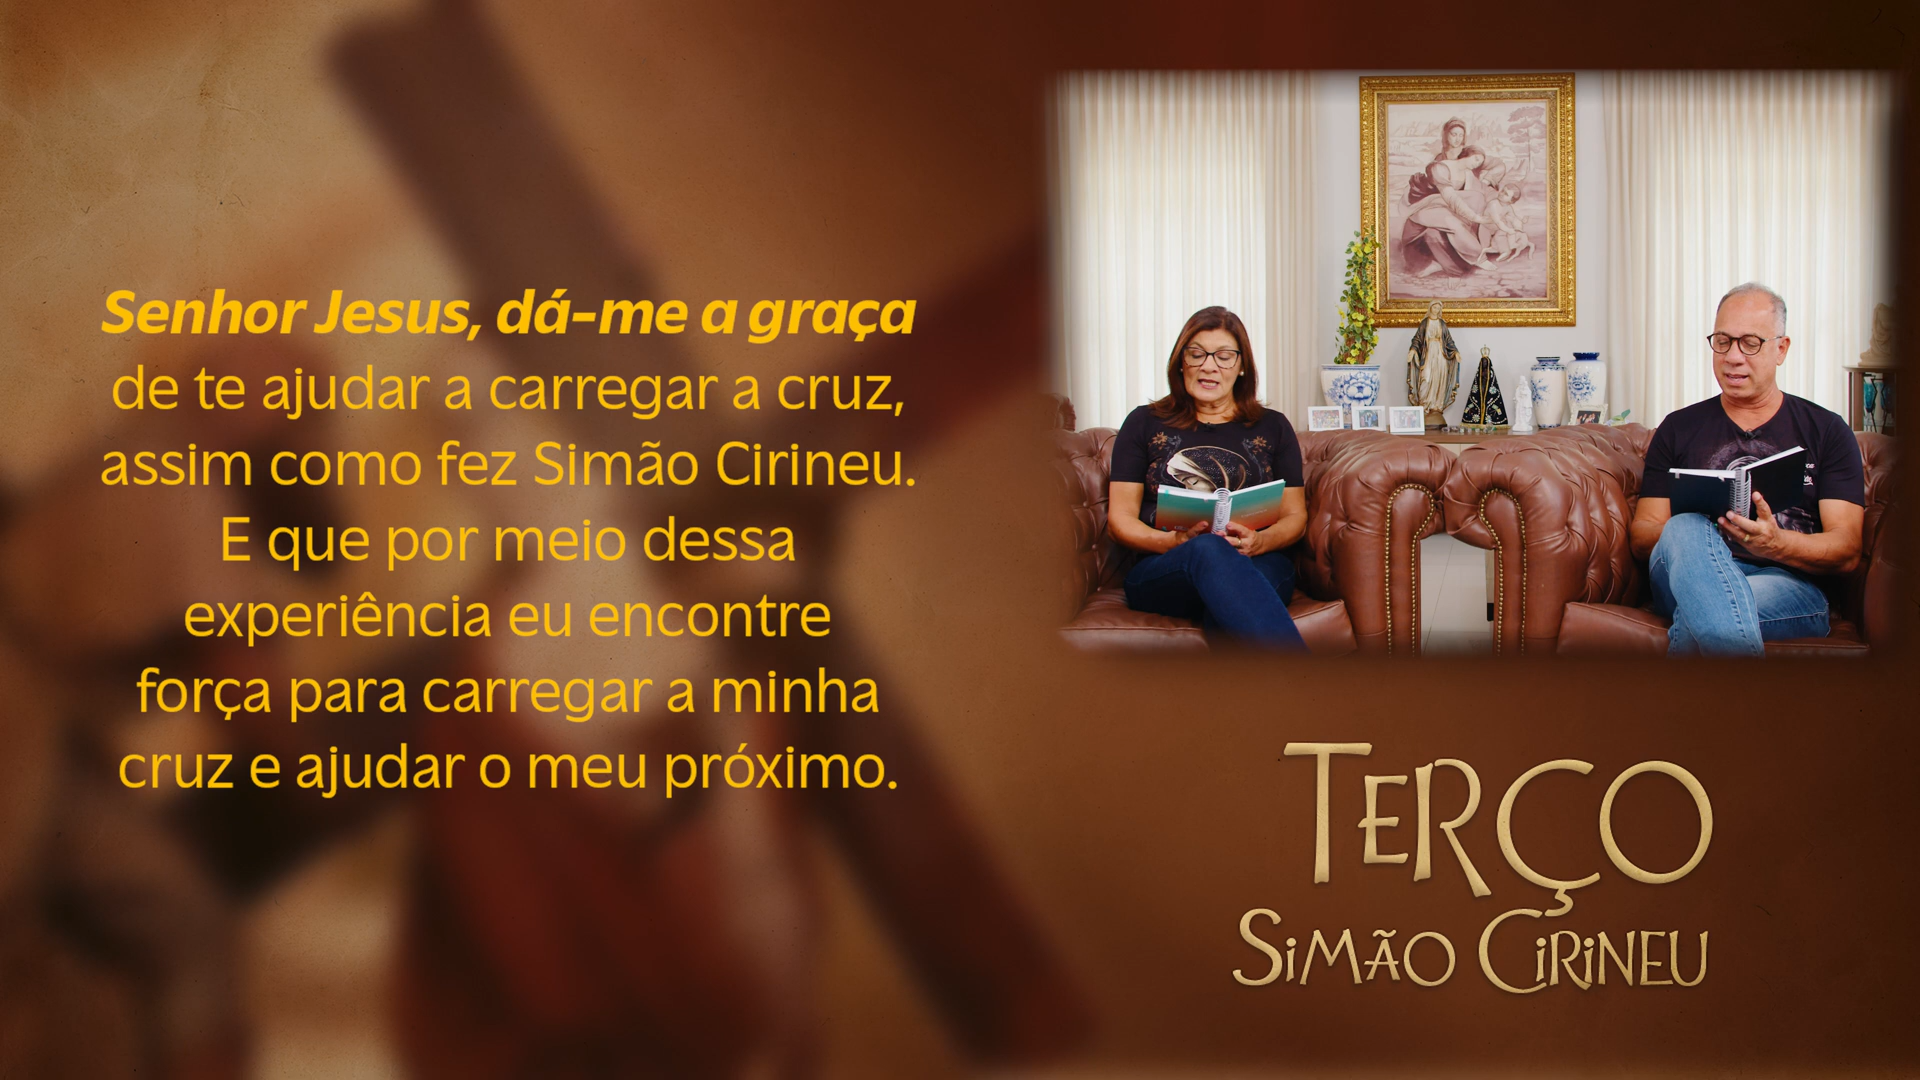 Senhor Jesus, dá-me a graça
de te ajudar a carregar a cruz,
assim como fez Simão Cirineu.
E que por meio dessa
experiência eu encontre
força para carregar a minha
cruz e ajudar o meu próximo.
TERÇO
SIMÃO CIRINEU